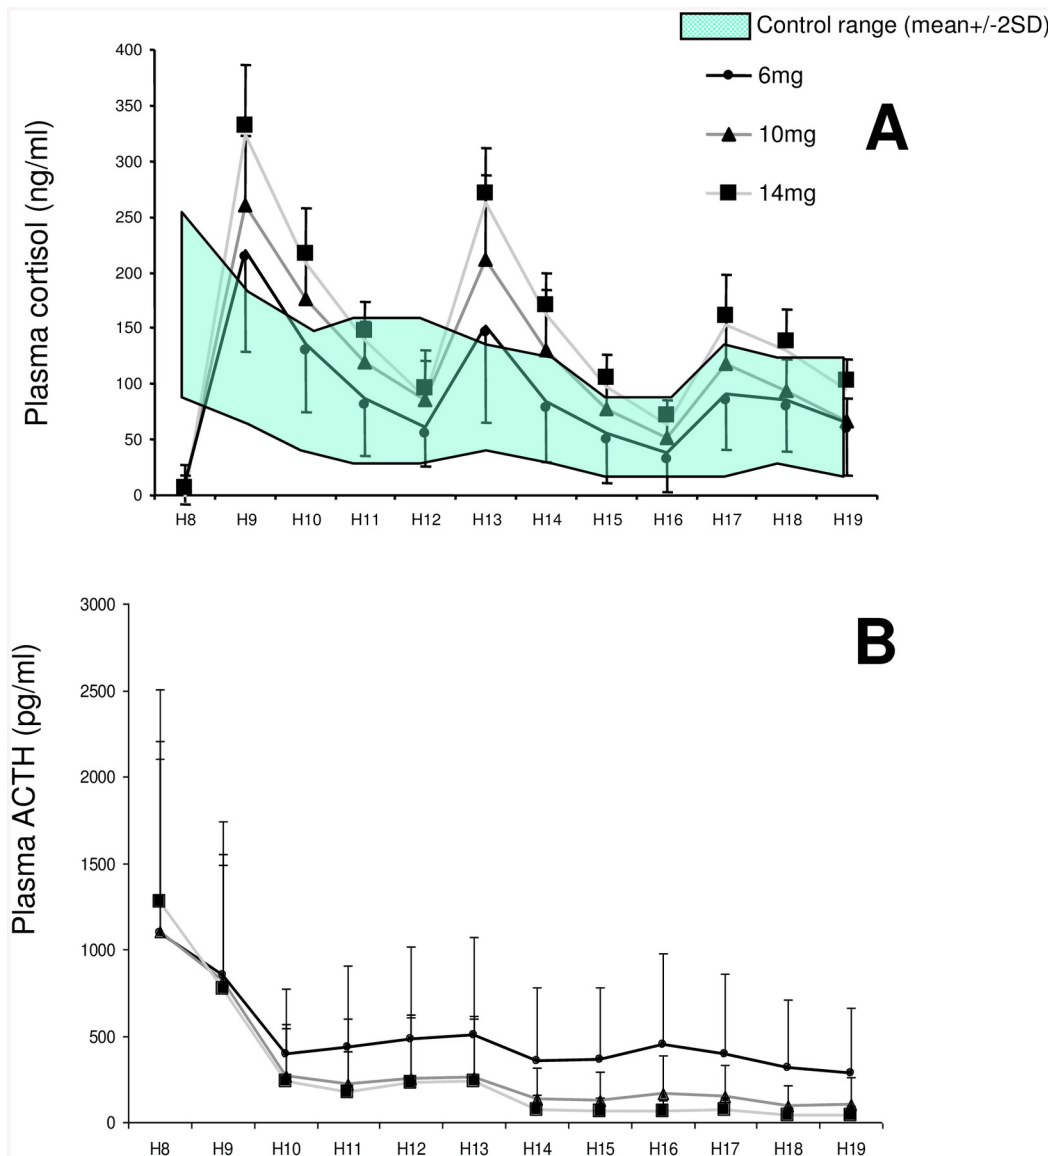 Control range (mean+/-2SD)
6mg
10mg
14mg
A
Plasma cortisol (ng/ml)
400
350
300
250
200
150
100
50
0
H8 H9 H10 H11 H12 H13 H14 H15 H16 H17 H18 H19
B
Plasma ACTH (pg/ml)
3000
2500
2000
1500
1000
500
0
H8 H9 H10 H11 H12 H13 H14 H15 H16 H17 H18 H19